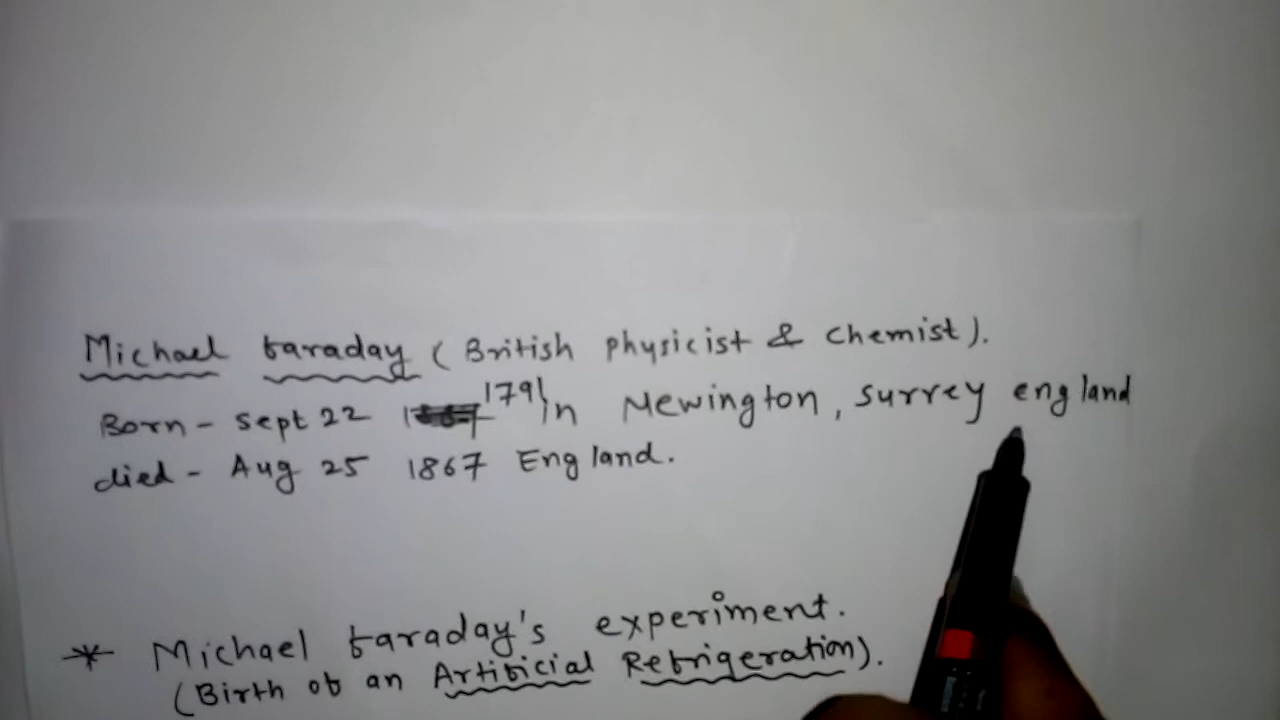 Michael faraday (British physicist & chemist).
Born - Sept 22 1791 in Newington, Surrey england
died - Aug 25 1867 England.
* Michael faraday's experiment.
(Birth of an Artificial Refrigeration).